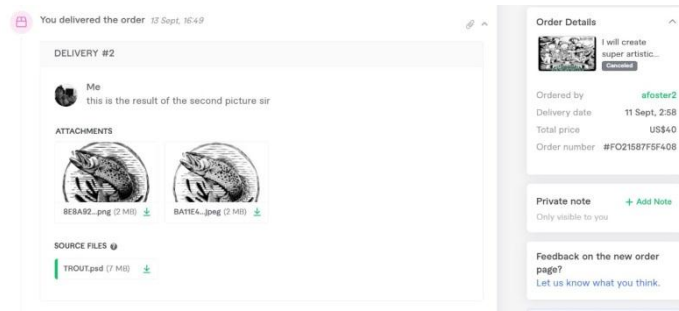 You delivered the order 13 Sept, 16:49
DELIVERY #2
Me
this is the result of the second picture sir
ATTACHMENTS
BE8A92...png (2 MB)
BA11E4...jpeg (2 MB)
SOURCE FILES
TROUT.psd (7 MB)
Order Details
I will create
super artistic...
Canceled
Ordered by afoster2
Delivery date 11 Sept, 2:58
Total price US$40
Order number #FO21587F5F408
Private note + Add Note
Only visible to you
Feedback on the new order
page?
Let us know what you think.